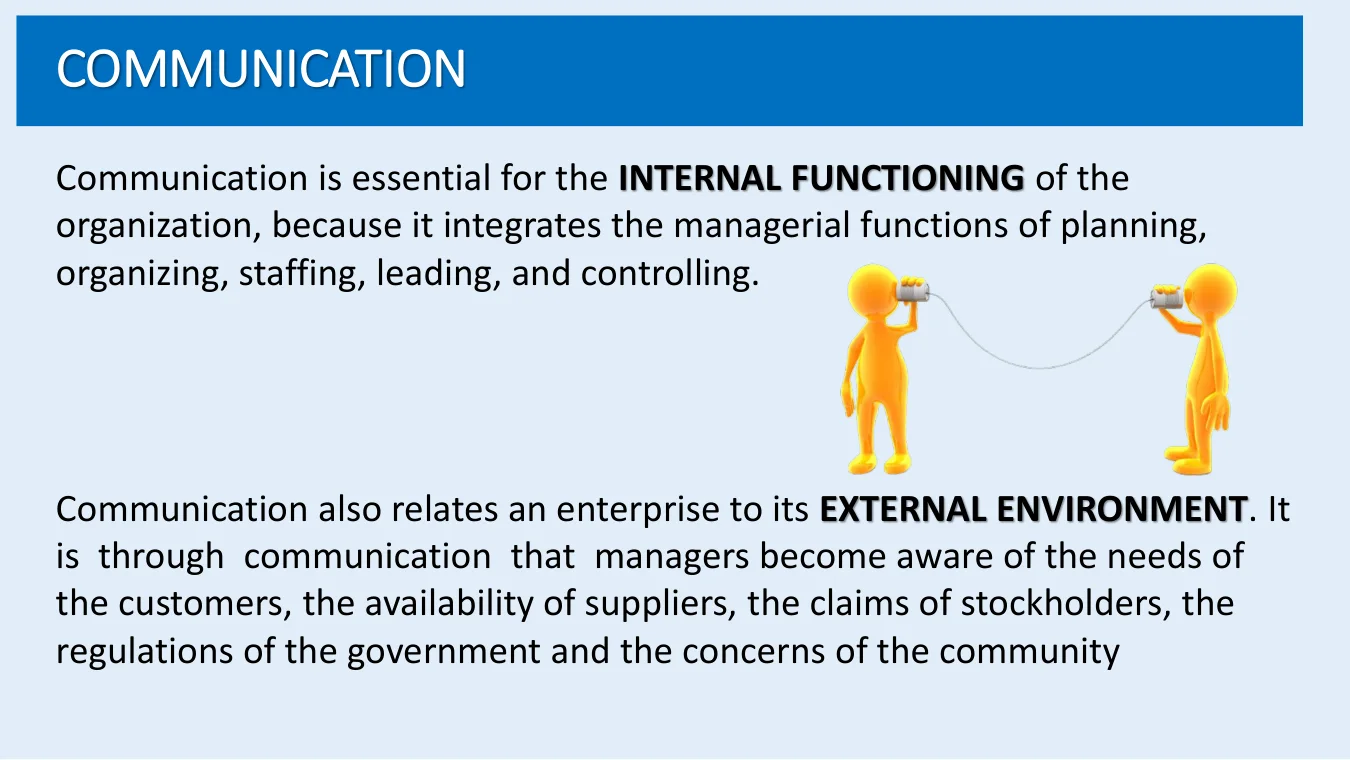 COMMUNICATION
Communication is essential for the INTERNAL FUNCTIONING of the
organization, because it integrates the managerial functions of planning,
organizing, staffing, leading, and controlling.
Communication also relates an enterprise to its EXTERNAL ENVIRONMENT. It
is through communication that managers become aware of the needs of
the customers, the availability of suppliers, the claims of stockholders, the
regulations of the government and the concerns of the community